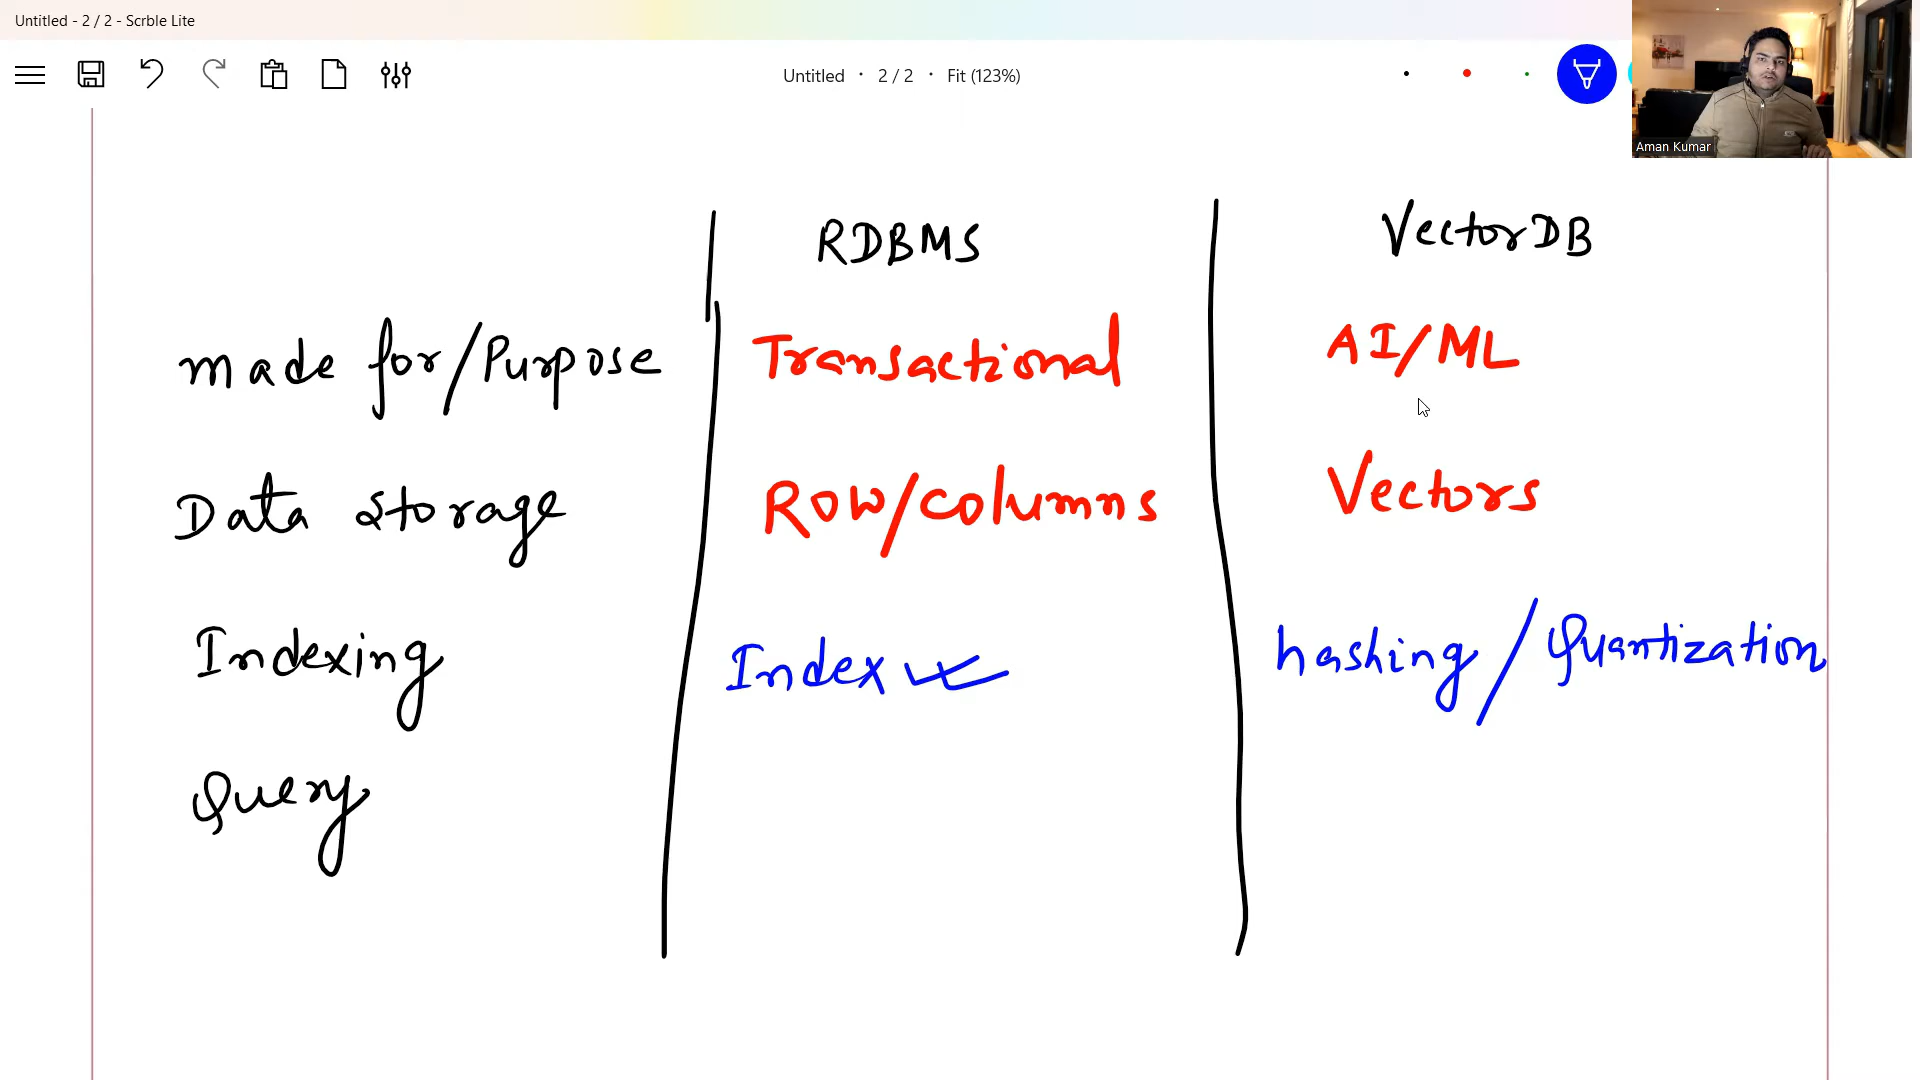 Untitled - 2 / 2 - Scrble Lite
Untitled • 2 / 2 • Fit (123%)
Aman Kumar
RDBMS VectorDB
made for/Purpose Transactional AI/ML
Data storage Row/columns Vectors
Indexing Index hashing/Quantization
Query